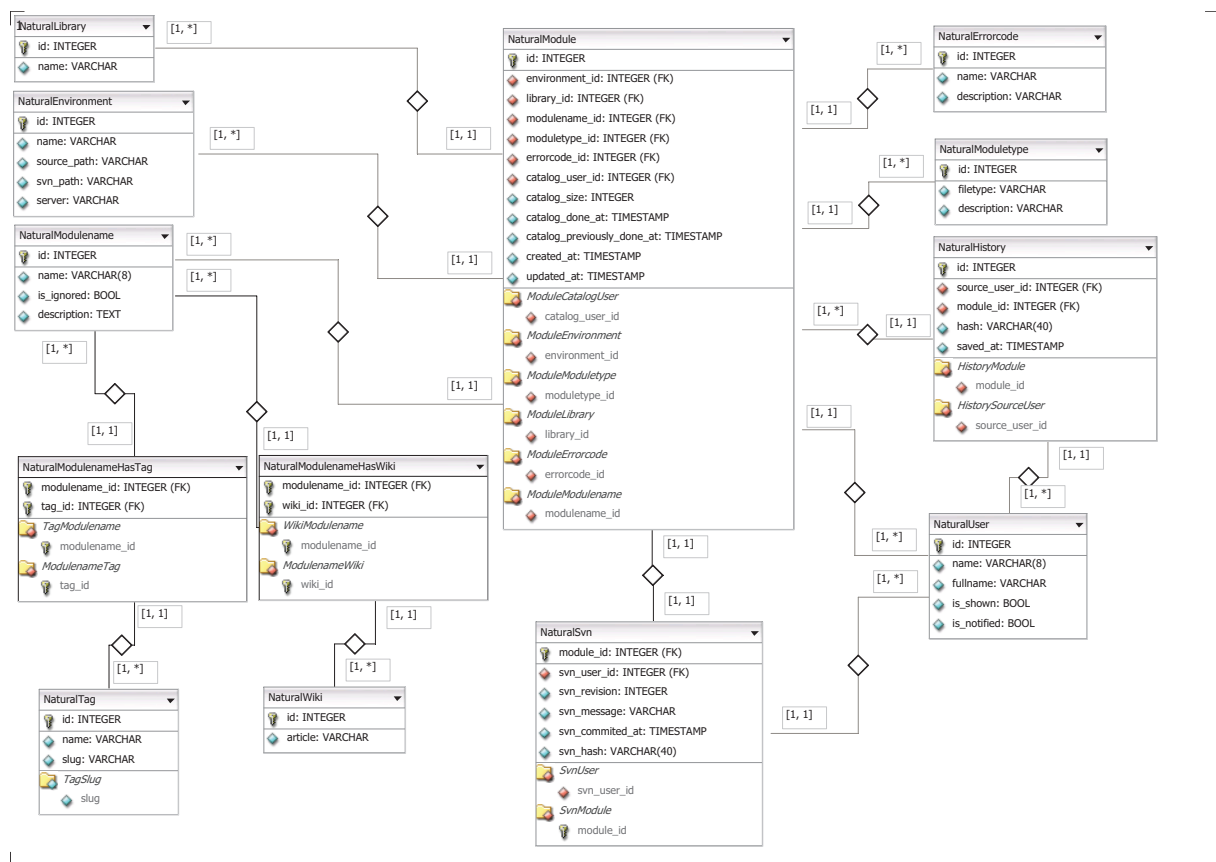 1
NaturalLibrary
id: INTEGER
name: VARCHAR
[1, *]
[1, 1]
NaturalEnvironment
id: INTEGER
name: VARCHAR
source_path: VARCHAR
svn_path: VARCHAR
server: VARCHAR
[1, *]
[1, 1]
NaturalModulename
id: INTEGER
name: VARCHAR(8)
is_ignored: BOOL
description: TEXT
[1, *]
[1, *]
[1, 1]
[1, *]
[1, 1]
[1, 1]
NaturalModule
id: INTEGER
environment_id: INTEGER (FK)
library_id: INTEGER (FK)
modulename_id: INTEGER (FK)
moduletype_id: INTEGER (FK)
errorcode_id: INTEGER (FK)
catalog_user_id: INTEGER (FK)
catalog_size: INTEGER
catalog_done_at: TIMESTAMP
catalog_previously_done_at: TIMESTAMP
created_at: TIMESTAMP
updated_at: TIMESTAMP
ModuleCatalogUser
catalog_user_id
ModuleEnvironment
environment_id
ModuleModuletype
moduletype_id
ModuleLibrary
library_id
ModuleErrorcode
errorcode_id
ModuleModulename
modulename_id
[1, *]
[1, 1]
NaturalErrorcode
id: INTEGER
name: VARCHAR
description: VARCHAR
[1, *]
[1, 1]
NaturalModuletype
id: INTEGER
filetype: VARCHAR
description: VARCHAR
[1, *]
[1, 1]
NaturalHistory
id: INTEGER
source_user_id: INTEGER (FK)
module_id: INTEGER (FK)
hash: VARCHAR(40)
saved_at: TIMESTAMP
HistoryModule
module_id
HistorySourceUser
source_user_id
[1, 1]
[1, 1]
[1, *]
[1, *]
[1, *]
NaturalUser
id: INTEGER
name: VARCHAR(8)
fullname: VARCHAR
is_shown: BOOL
is_notified: BOOL
NaturalModulenameHasTag
modulename_id: INTEGER (FK)
tag_id: INTEGER (FK)
TagModulename
modulename_id
ModulenameTag
tag_id
[1, 1]
[1, *]
NaturalModulenameHasWiki
modulename_id: INTEGER (FK)
wiki_id: INTEGER (FK)
WikiModulename
modulename_id
ModulenameWiki
wiki_id
[1, 1]
[1, *]
NaturalTag
id: INTEGER
name: VARCHAR
slug: VARCHAR
TagSlug
slug
NaturalWiki
id: INTEGER
article: VARCHAR
[1, 1]
[1, 1]
NaturalSvn
module_id: INTEGER (FK)
svn_user_id: INTEGER (FK)
svn_revision: INTEGER
svn_message: VARCHAR
svn_commited_at: TIMESTAMP
svn_hash: VARCHAR(40)
SvnUser
svn_user_id
SvnModule
module_id
[1, 1]